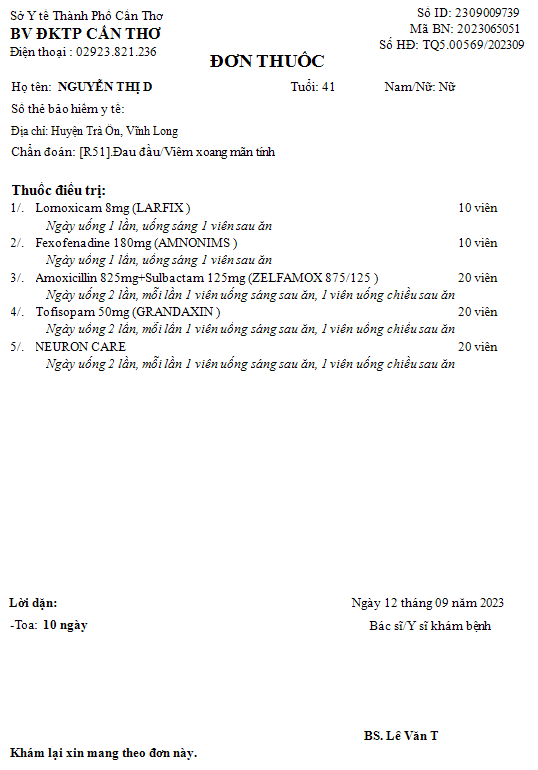 Sở Y tế Thành Phố Cần Thơ
Số ID: 2309009739
BV ĐKTP CẦN THƠ
Mã BN: 2023065051
Điện thoại : 02923.821.236
Số HĐ: TQ5.00569/202309
ĐƠN THUỐC
Họ tên: NGUYỄN THỊ D Tuổi: 41 Nam/Nữ: Nữ
Số thẻ bảo hiểm y tế:
Địa chỉ: Huyện Trà Ôn, Vĩnh Long
Chẩn đoán: [R51].Đau đầu/Viêm xoang mãn tính
Thuốc điều trị:
1/. Lornoxicam 8mg (LARFIX ) 10 viên
Ngày uống 1 lần, uống sáng 1 viên sau ăn
2/. Fexofenadine 180mg (AMNONIMS ) 10 viên
Ngày uống 1 lần, uống sáng 1 viên sau ăn
3/. Amoxicillin 825mg+Sulbactam 125mg (ZELFAMOX 875/125 ) 20 viên
Ngày uống 2 lần, mỗi lần 1 viên uống sáng sau ăn, 1 viên uống chiều sau ăn
4/. Tofisopam 50mg (GRANDAXIN ) 20 viên
Ngày uống 2 lần, mỗi lần 1 viên uống sáng sau ăn, 1 viên uống chiều sau ăn
5/. NEURON CARE 20 viên
Ngày uống 2 lần, mỗi lần 1 viên uống sáng sau ăn, 1 viên uống chiều sau ăn
Lời dặn: Ngày 12 tháng 09 năm 2023
-Toa: 10 ngày Bác sĩ/Y sĩ khám bệnh
BS. Lê Văn T
Khám lại xin mang theo đơn này.